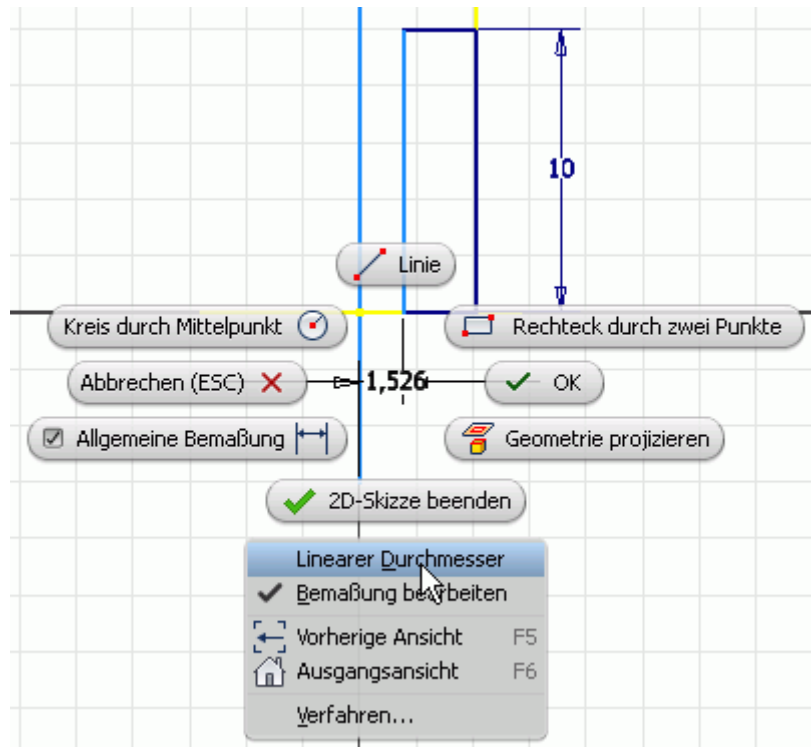 10
Linie
Kreis durch Mittelpunkt
Rechteck durch zwei Punkte
Abbrechen (ESC)
1,526
OK
Allgemeine Bemaßung
Geometrie projizieren
2D-Skizze beenden
Linearer Durchmesser
Bemaßung bearbeiten
Vorherige Ansicht F5
Ausgangsansicht F6
Verfahren...